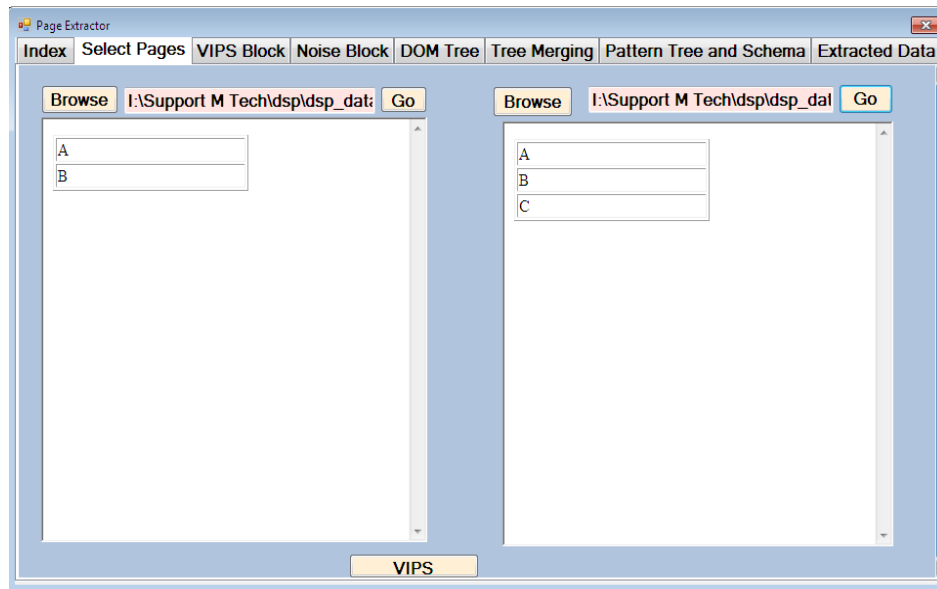 Page Extractor
Index Select Pages VIPS Block Noise Block DOM Tree Tree Merging Pattern Tree and Schema Extracted Data
Browse I:\Support M Tech\dsp\dsp_data Go
Browse I:\Support M Tech\dsp\dsp_dat Go
A
B
A
B
C
VIPS